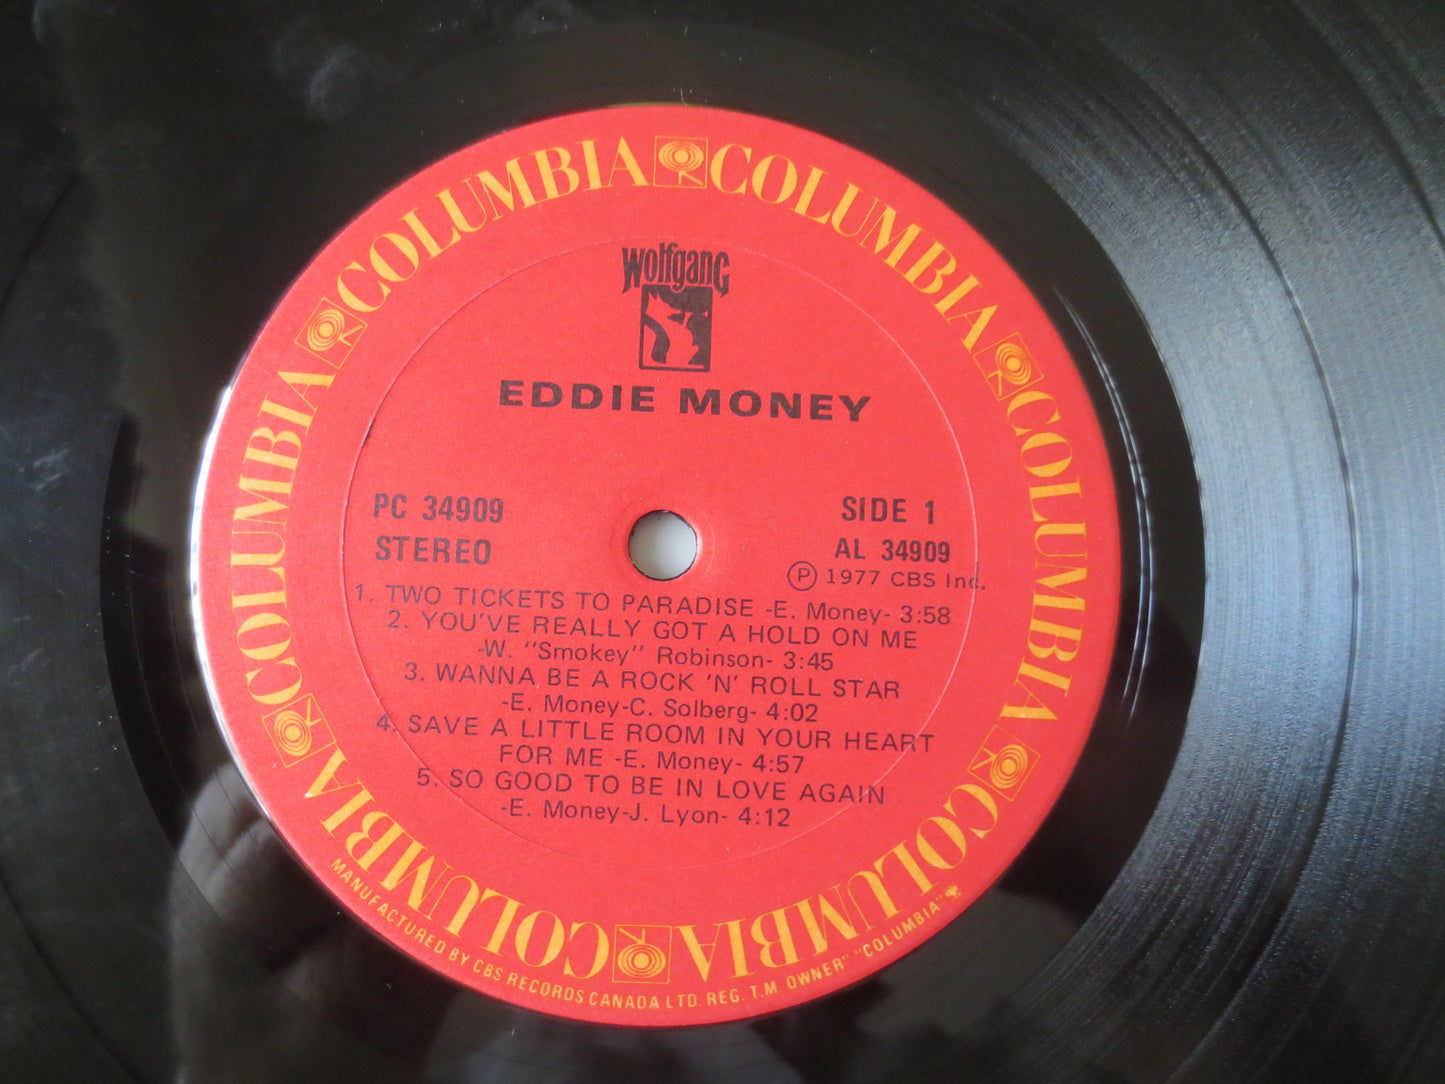 COLUMBIA COLUMBIA COLUMBIA COLUMBIA COLUMBIA COLUMBIA COLUMBIA
Wolfgang
EDDIE MONEY
PC 34909
STEREO
SIDE 1
AL 34909
Ⓟ 1977 CBS Inc.
1. TWO TICKETS TO PARADISE -E. Money- 3:58
2. YOU'VE REALLY GOT A HOLD ON ME
-W. "Smokey" Robinson- 3:45
3. WANNA BE A ROCK 'N' ROLL STAR
-E. Money-C. Solberg- 4:02
4. SAVE A LITTLE ROOM IN YOUR HEART
FOR ME -E. Money- 4:57
5. SO GOOD TO BE IN LOVE AGAIN
-E. Money-J. Lyon- 4:12
MANUFACTURED BY CBS RECORDS CANADA LTD. REG. T.M. OWNER" "COLUMBIA"